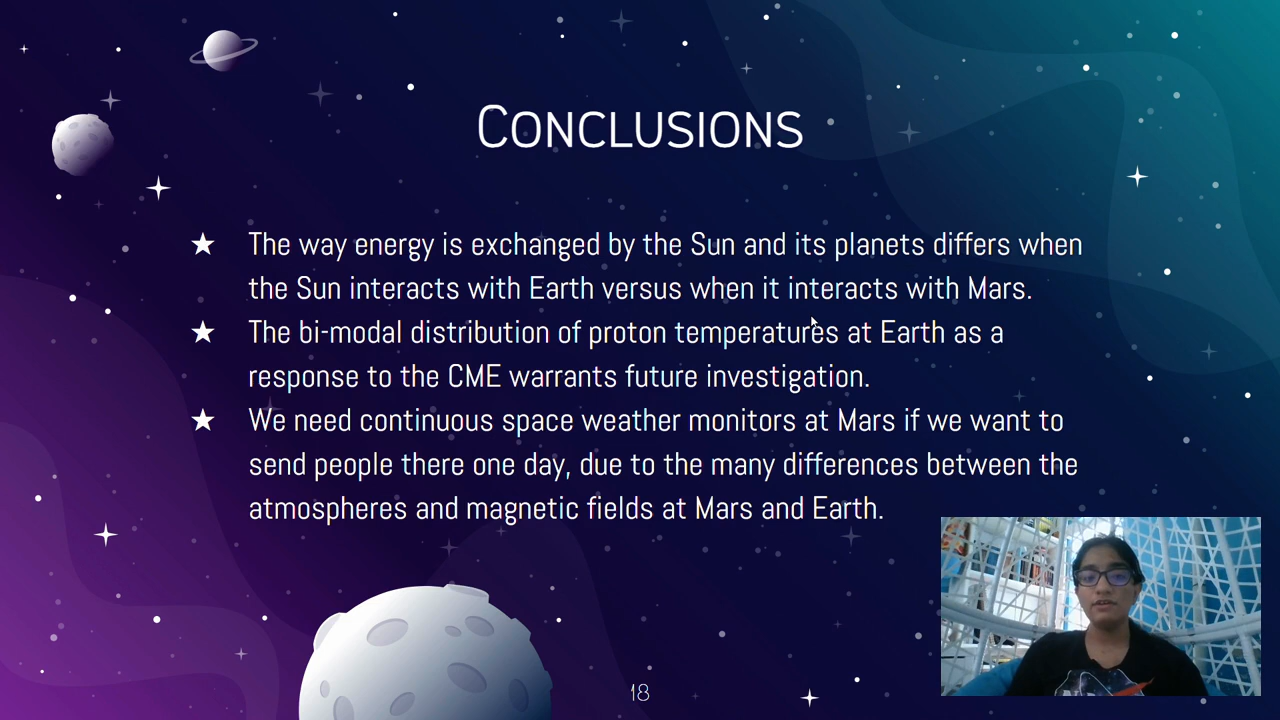 CONCLUSIONS
★ The way energy is exchanged by the Sun and its planets differs when
the Sun interacts with Earth versus when it interacts with Mars.
★ The bi-modal distribution of proton temperatures at Earth as a
response to the CME warrants future investigation.
★ We need continuous space weather monitors at Mars if we want to
send people there one day, due to the many differences between the
atmospheres and magnetic fields at Mars and Earth.
18